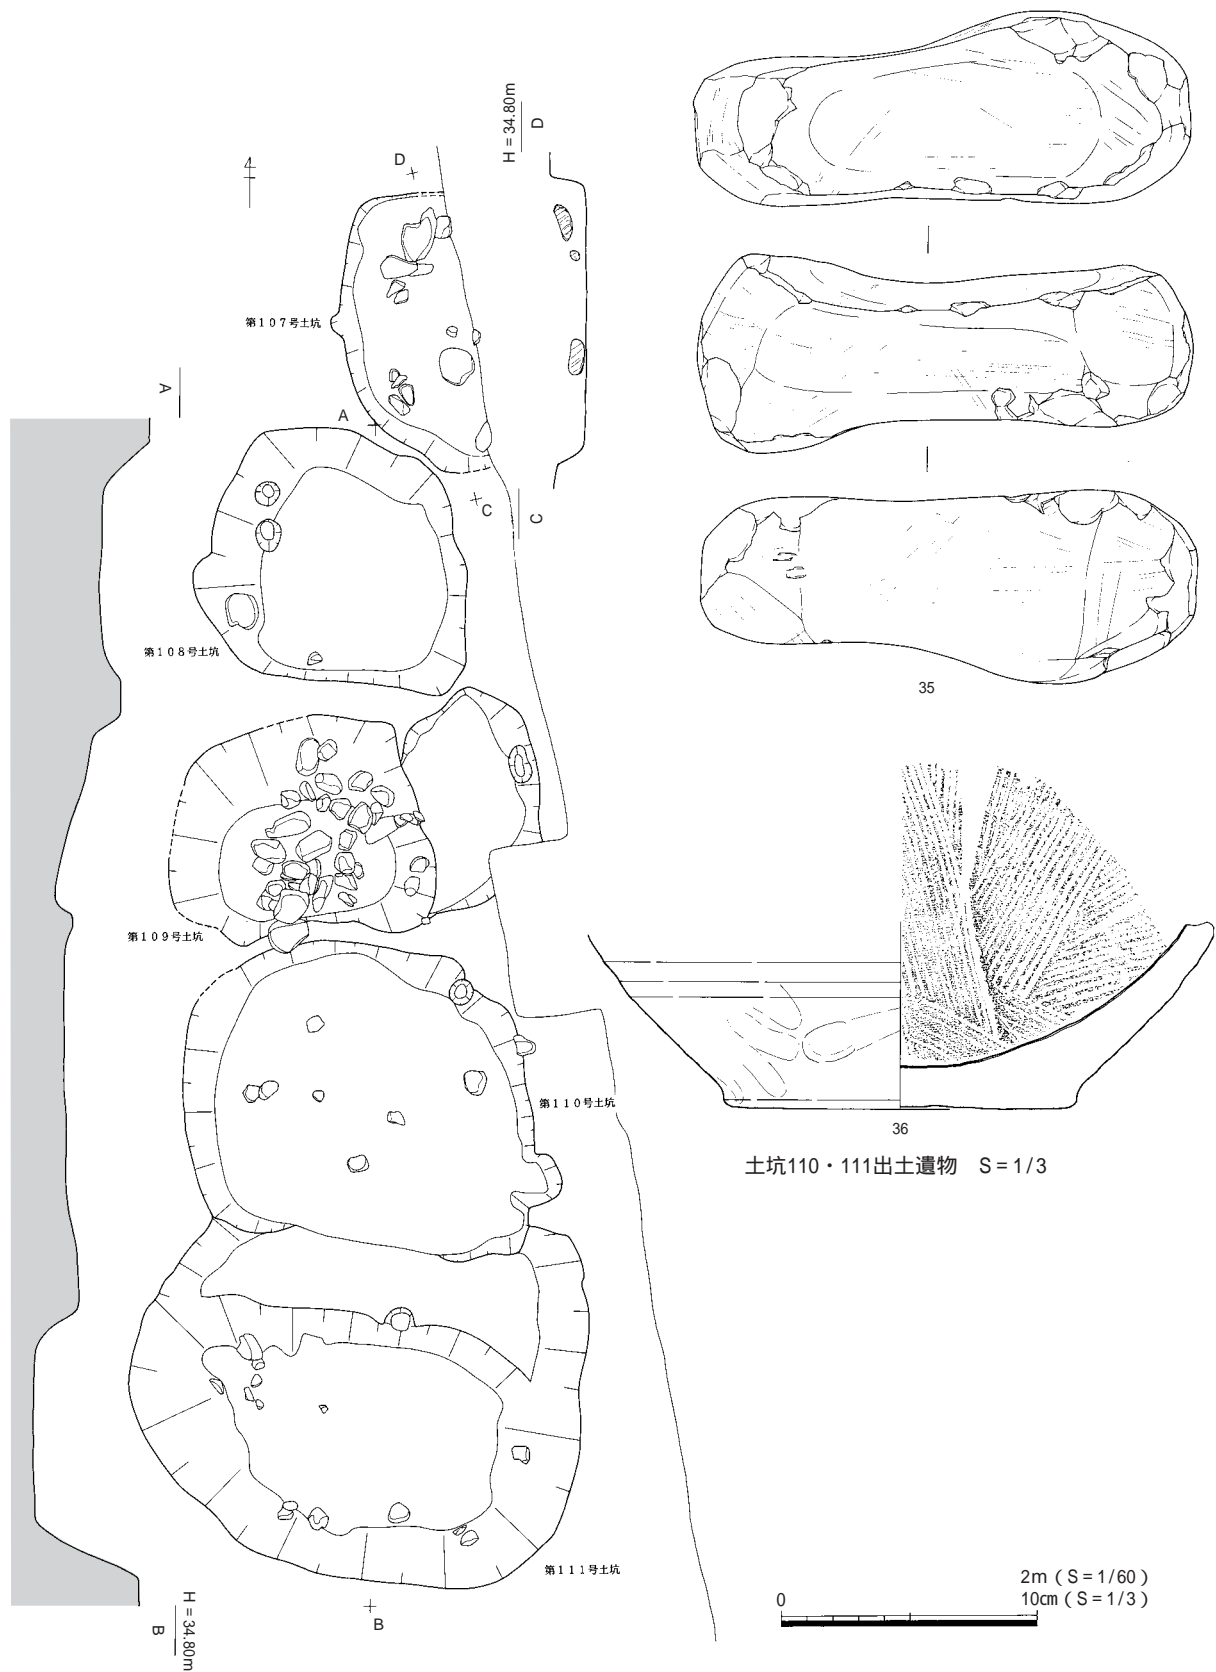 H=34.80m
D
D
第107号土坑
A
A
C
C
第108号土坑
35
第109号土坑
第110号土坑
36
土坑110・111出土遺物 S=1/3
第111号土坑
0
2m(S=1/60)
10㎝(S=1/3)
B
B
H=34.80m